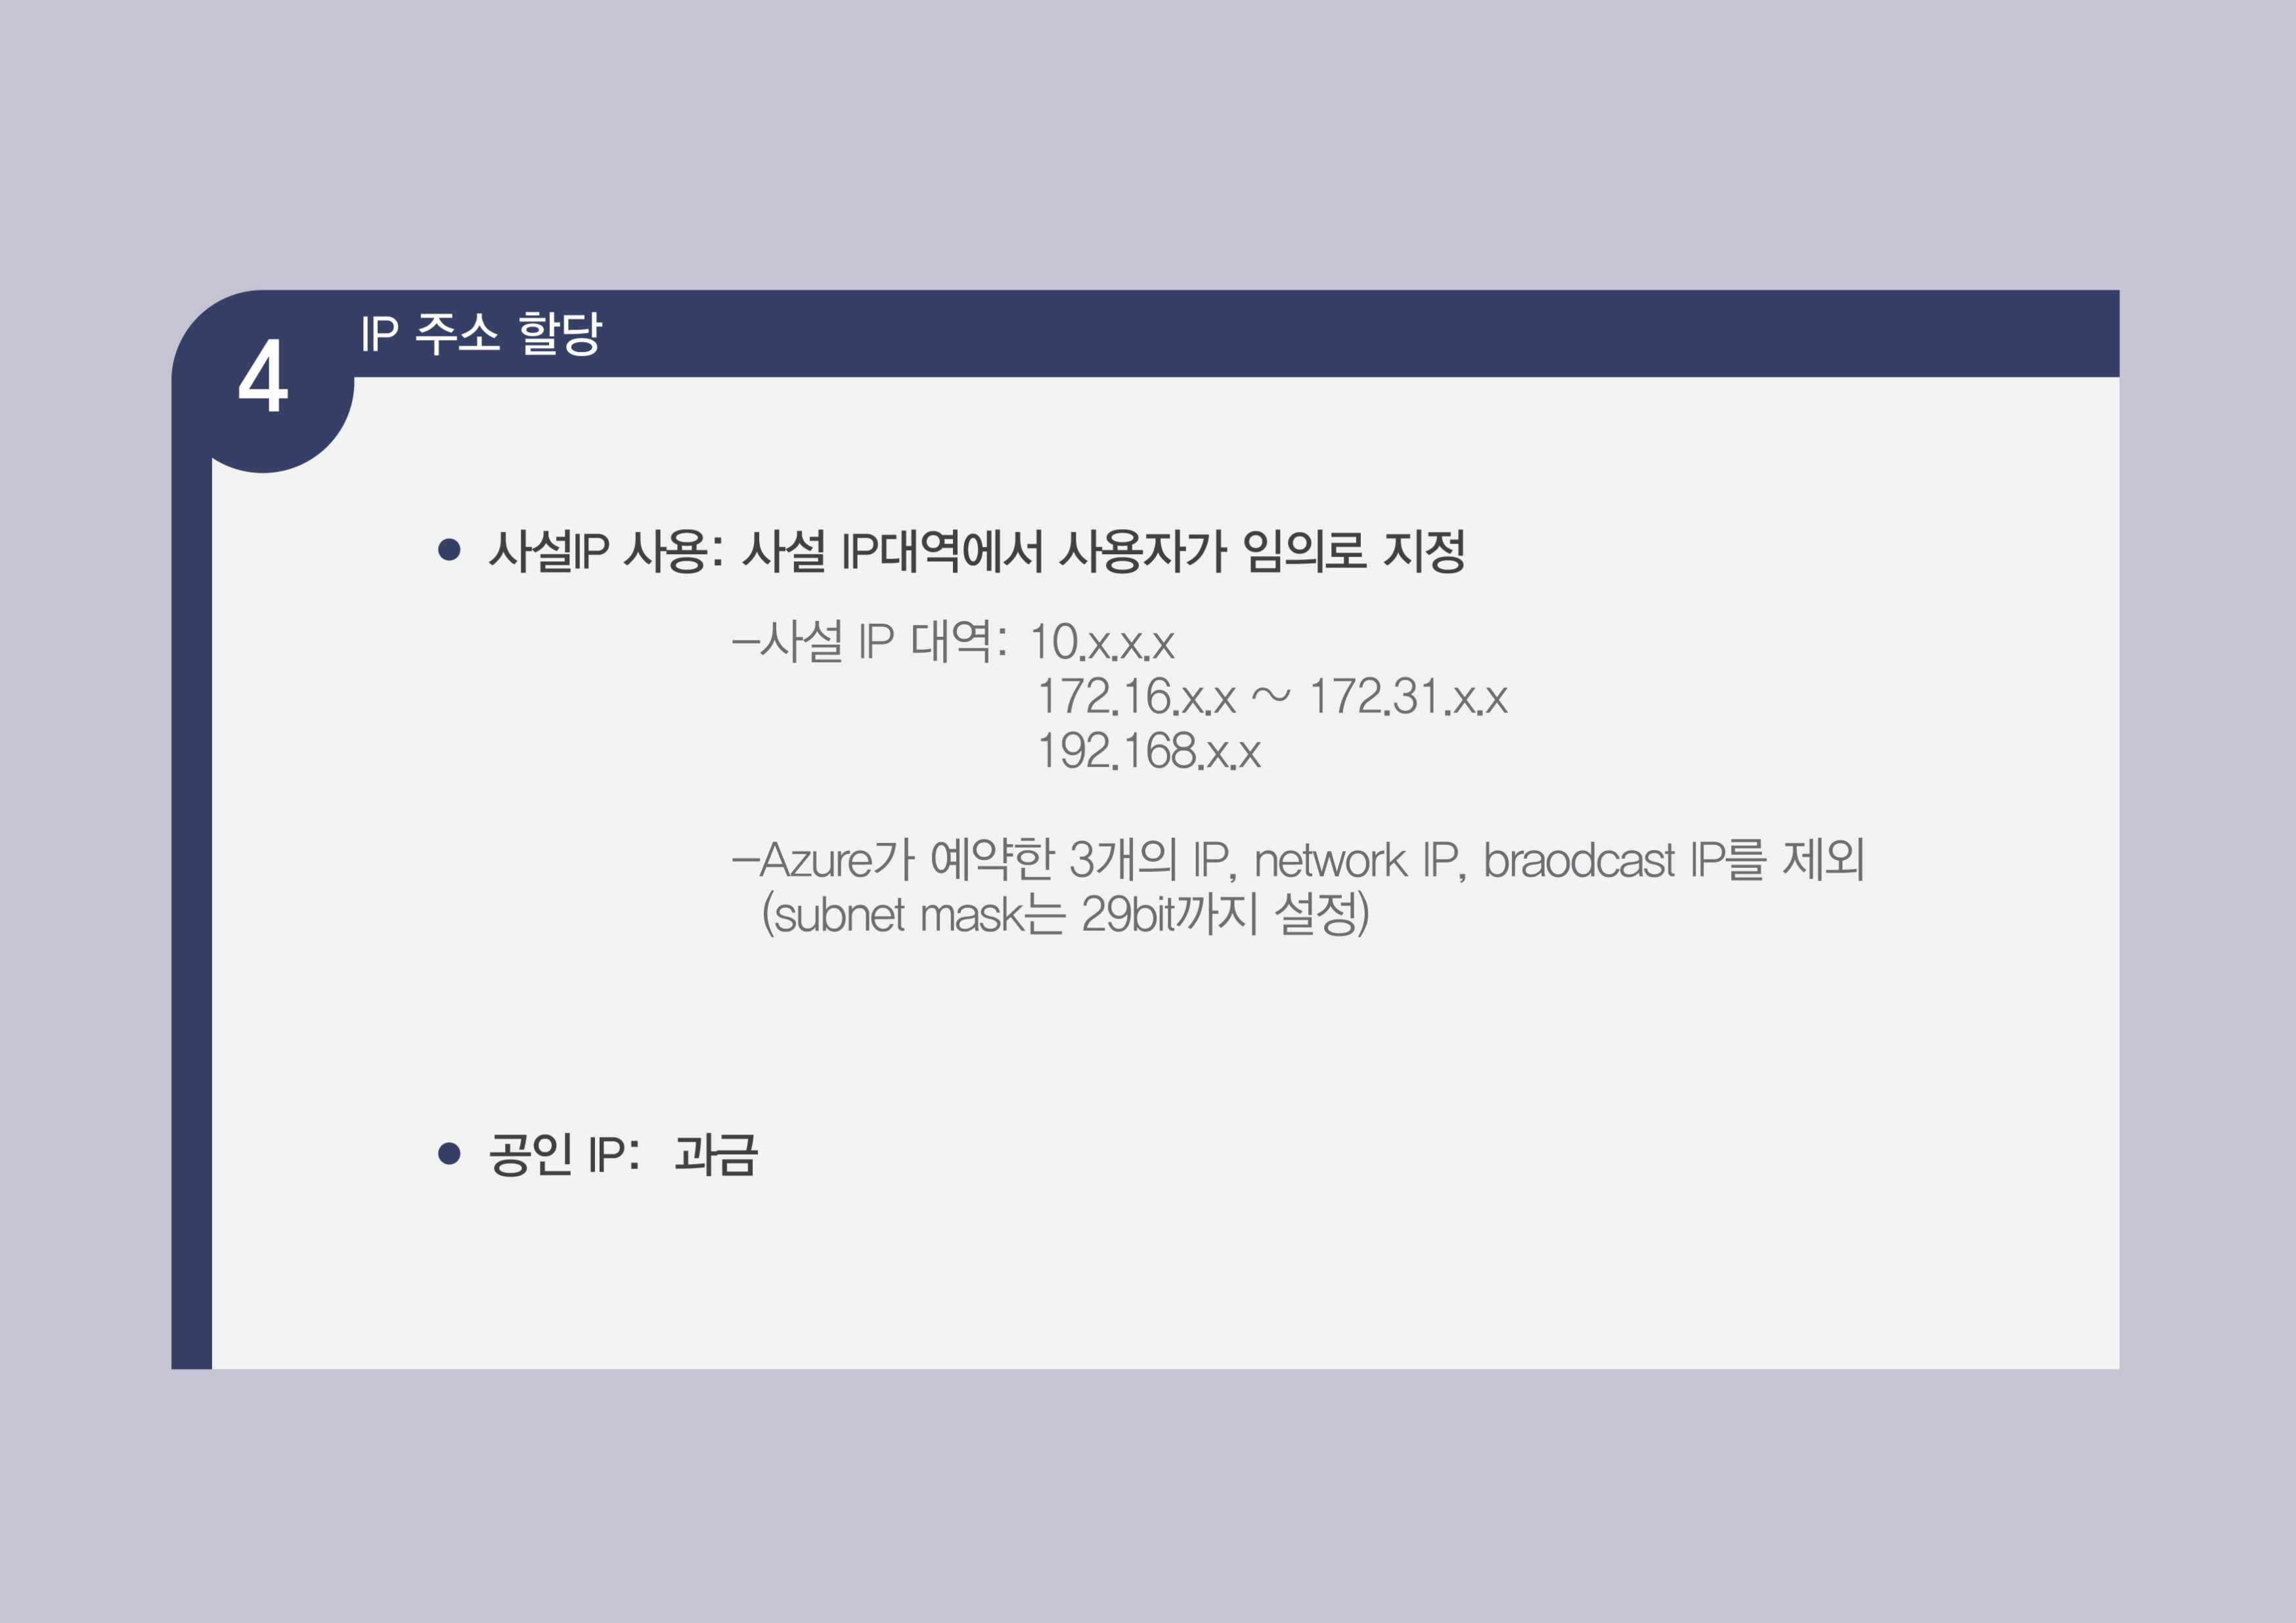 4
IP 주소 할당
● 사설IP 사용: 사설 IP대역에서 사용자가 임의로 지정
–사설 IP 대역: 10.x.x.x
172.16.x.x ~ 172.31.x.x
192.168.x.x
–Azure가 예약한 3개의 IP, network IP, brodcast IP를 제외
(subnet mask는 29bit까지 설정)
● 공인 IP: 과금